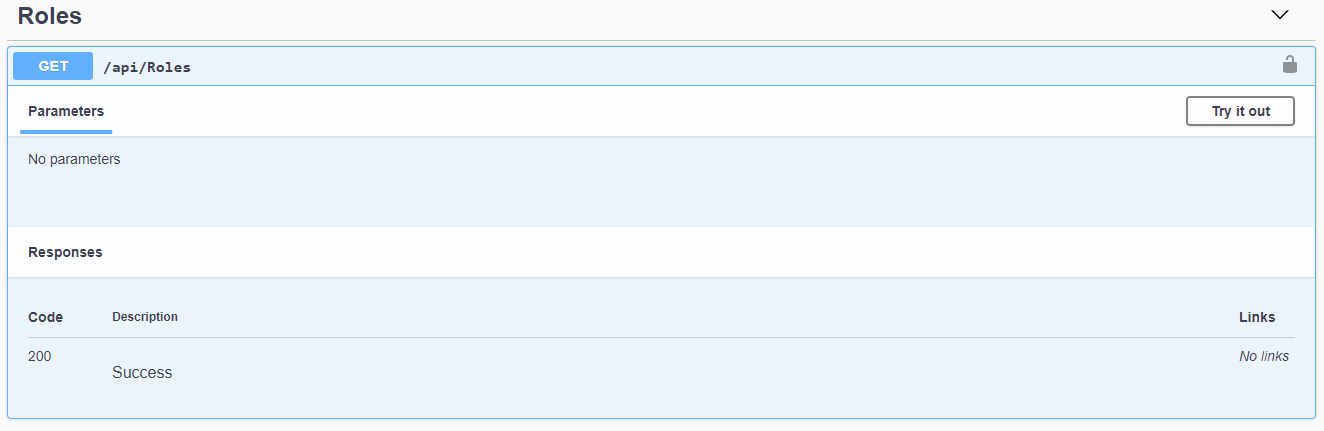 Roles
GET /api/Roles
Parameters Try it out
No parameters
Responses
Code Description Links
200 Success No links